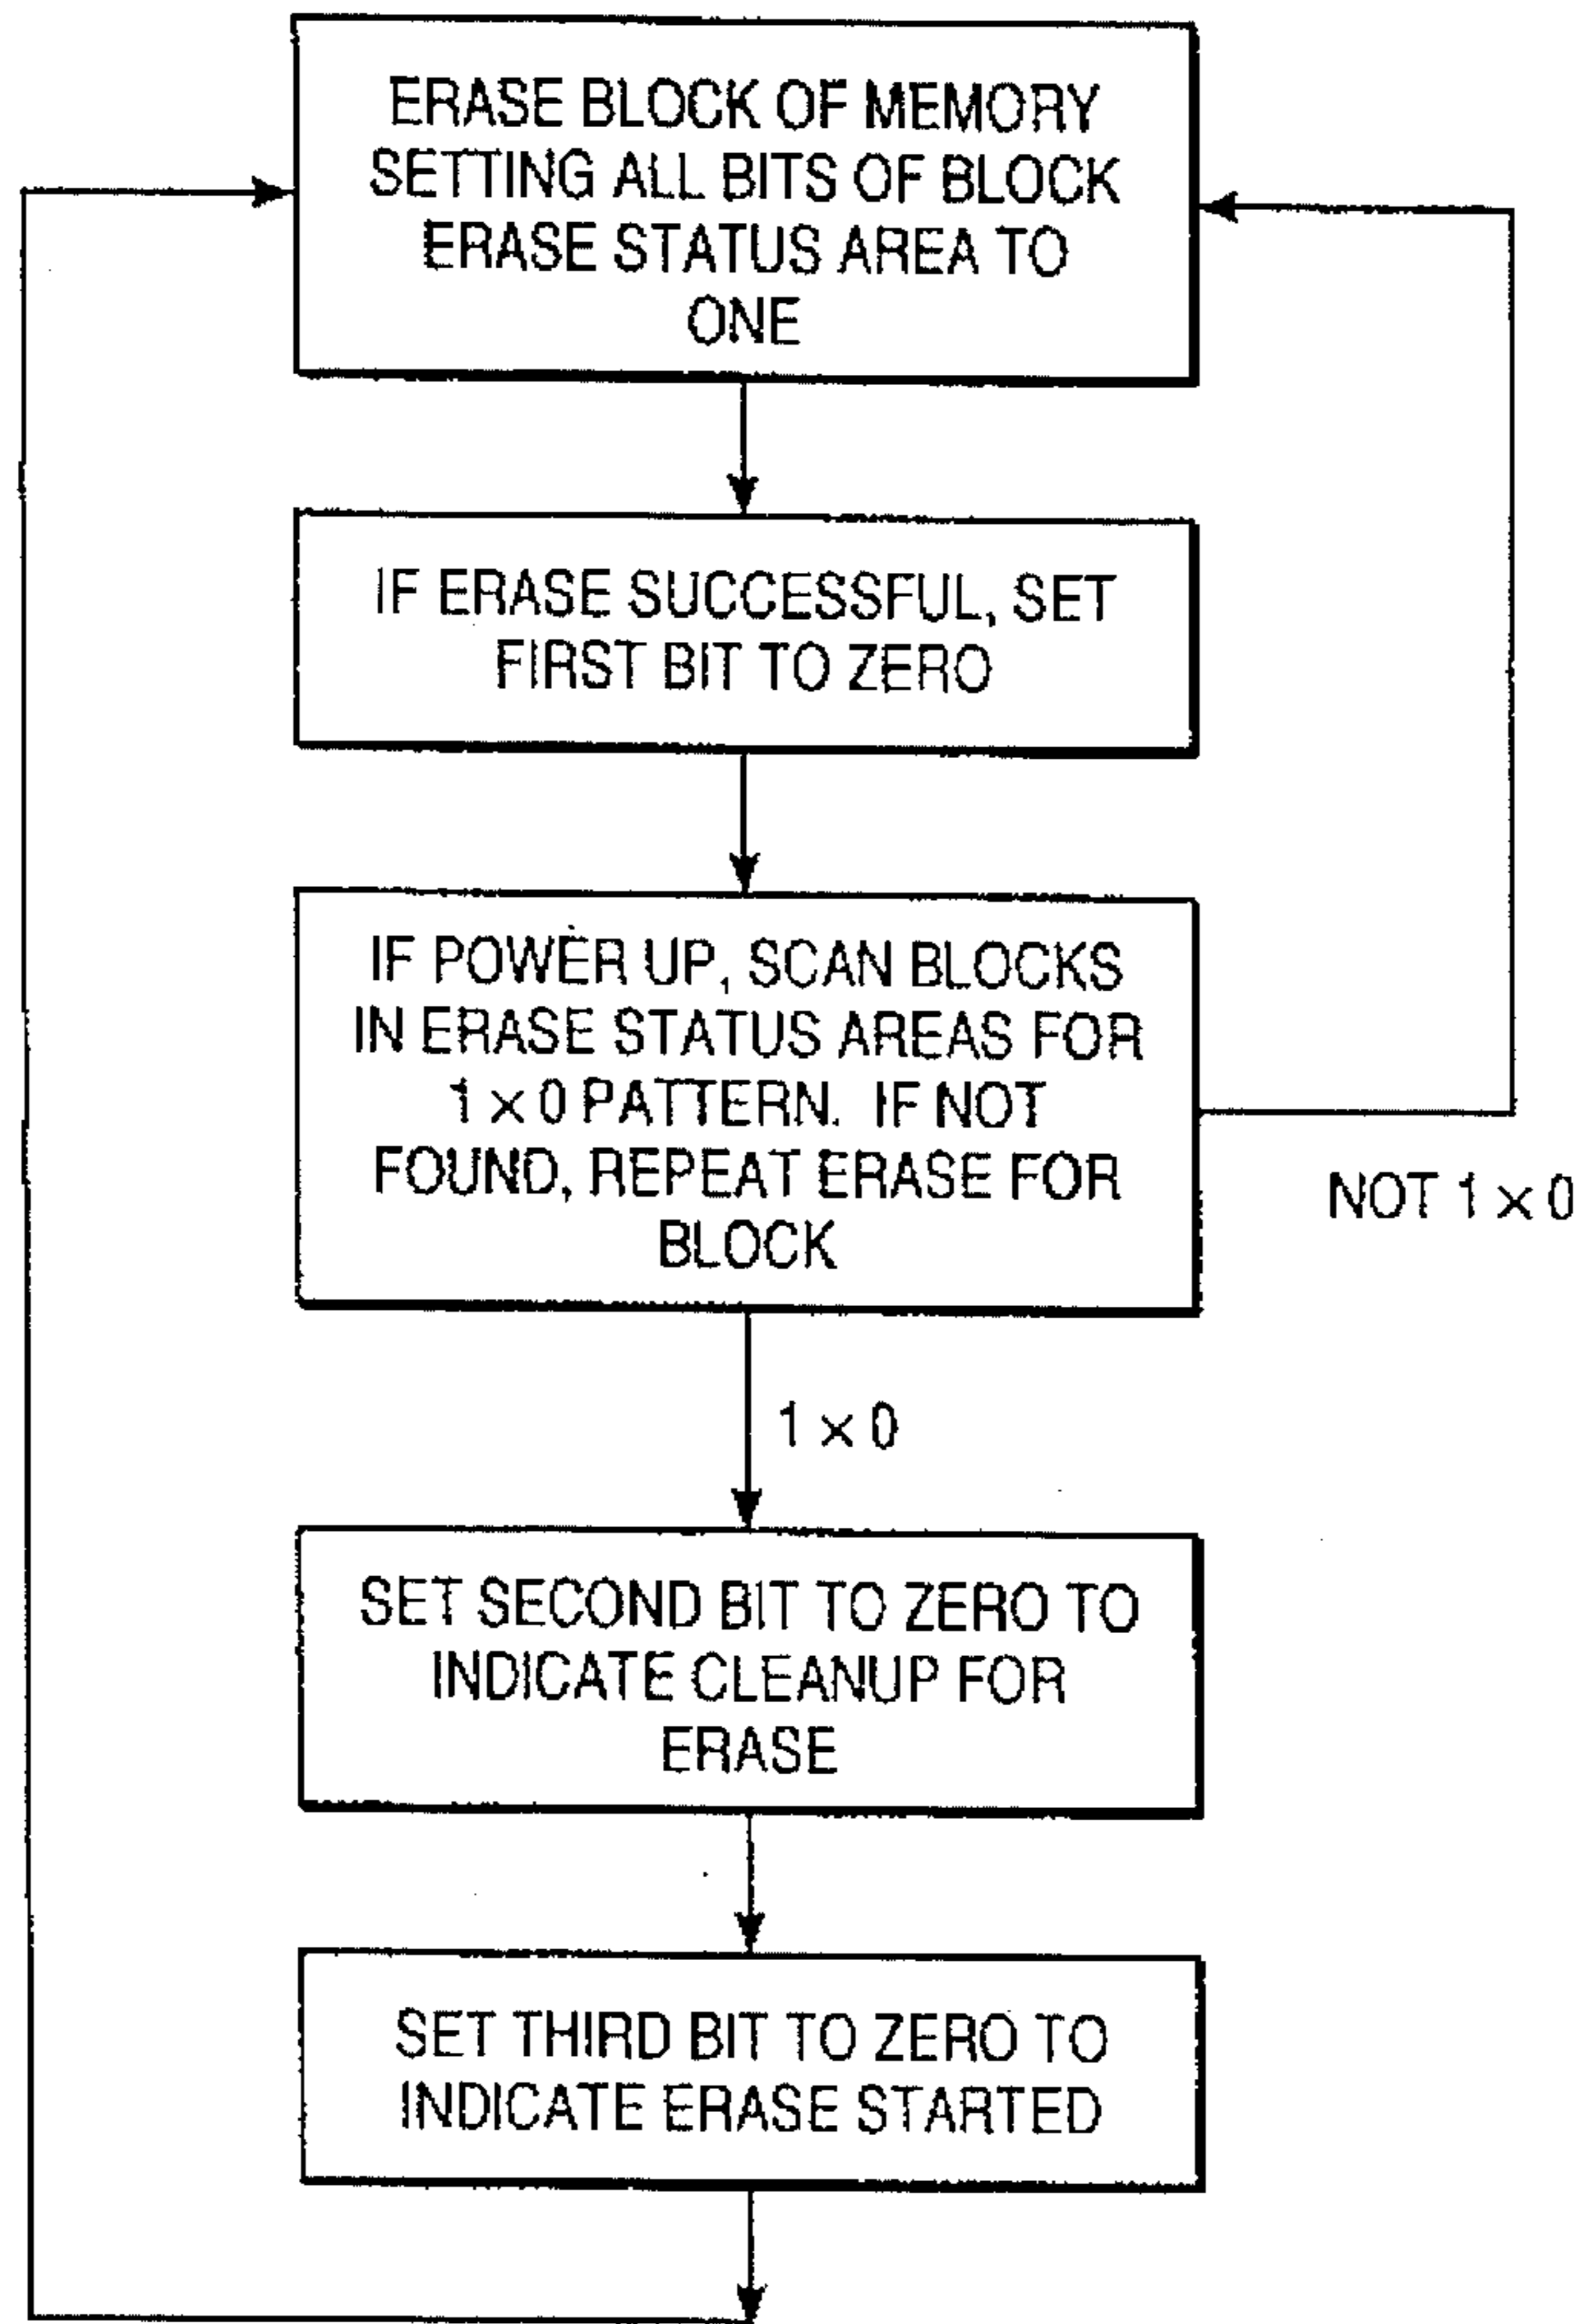 ERASE BLOCK OF MEMORY
SETTING ALL BITS OF BLOCK
ERASE STATUS AREA TO
ONE
IF ERASE SUCCESSFUL, SET
FIRST BIT TO ZERO
IF POWER UP, SCAN BLOCKS
IN ERASE STATUS AREAS FOR
1 × 0 PATTERN. IF NOT
FOUND, REPEAT ERASE FOR
BLOCK
NOT 1 × 0
1 × 0
SET SECOND BIT TO ZERO TO
INDICATE CLEANUP FOR
ERASE
SET THIRD BIT TO ZERO TO
INDICATE ERASE STARTED